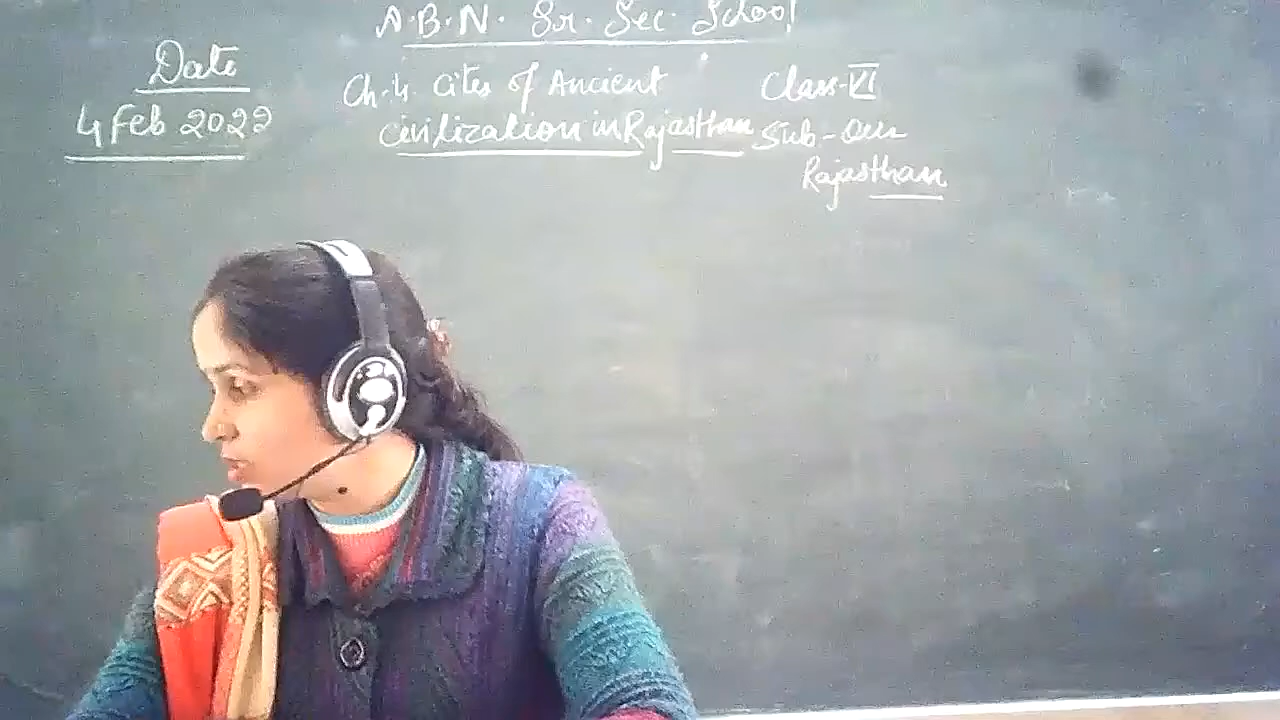 A.B.N. Sr. Sec. School
Date
4 Feb 2022
Ch.4. Cites of Ancient
Civilization in Rajasthan
Class-VI
Sub-Our
Rajasthan